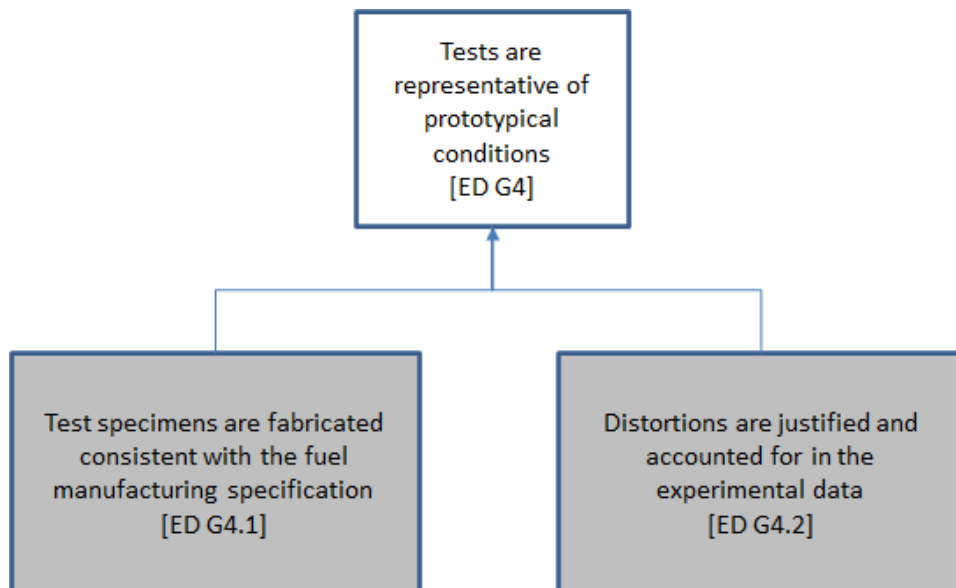 Tests are
representative of
prototypical
conditions
[ED G4]
Test specimens are fabricated
consistent with the fuel
manufacturing specification
[ED G4.1]
Distortions are justified and
accounted for in the
experimental data
[ED G4.2]